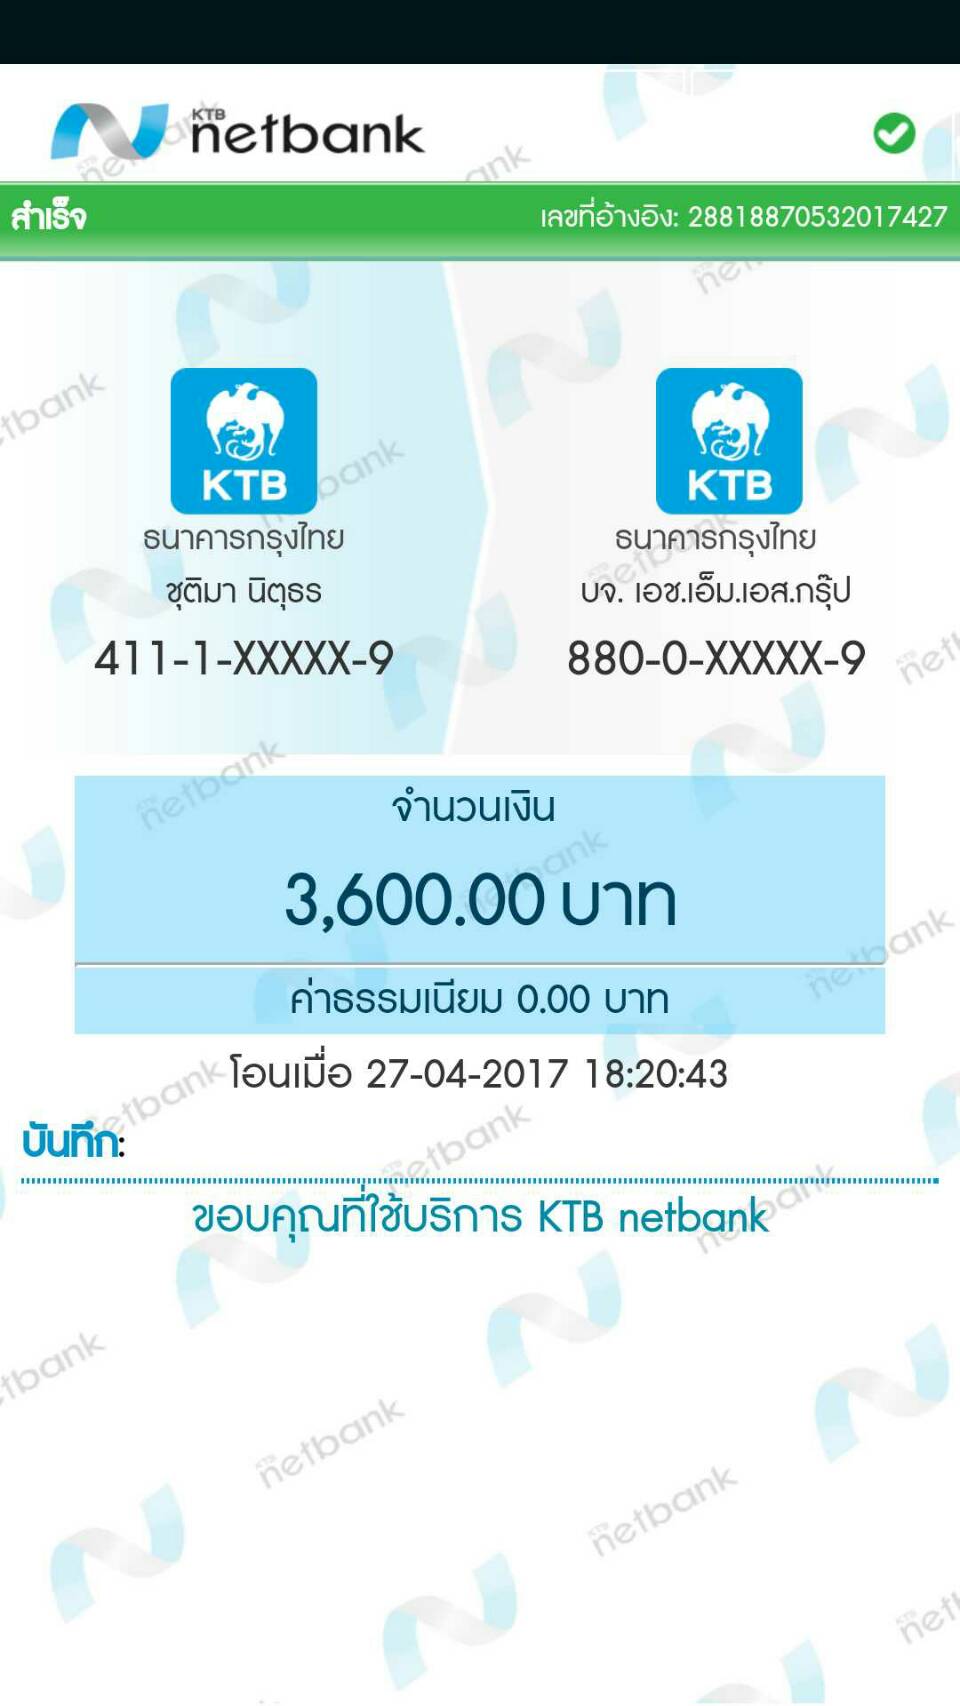 KTB
netbank
สำเร็จ
เลขที่อ้างอิง: 28818870532017427
KTB
KTB
ธนาคารกรุงไทย
ธนาคารกรุงไทย
ชุติมา นิตุธร
บจ. เอช.เอ็ม.เอส.กรุ๊ป
411-1-XXXXX-9
880-0-XXXXX-9
จำนวนเงิน
3,600.00 บาท
ค่าธรรมเนียม 0.00 บาท
โอนเมื่อ 27-04-2017 18:20:43
บันทึก:
ขอบคุณที่ใช้บริการ KTB netbank